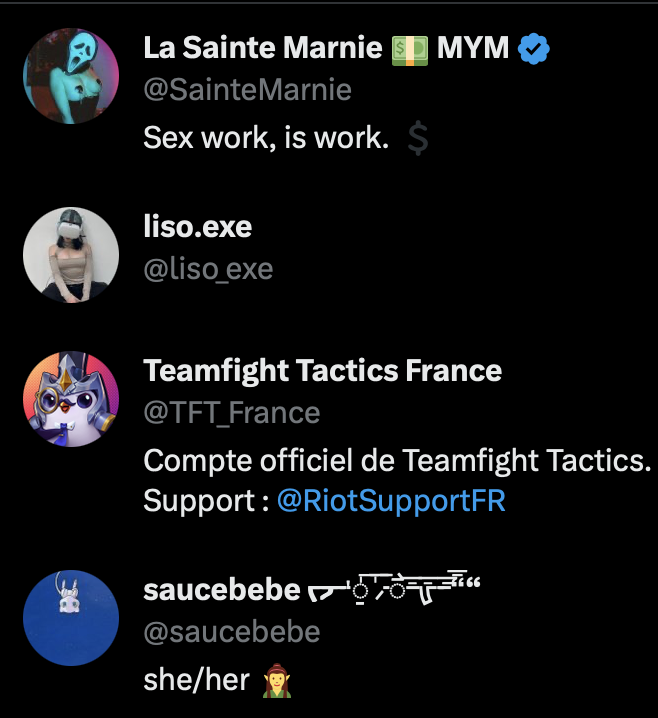 La Sainte Marnie 💵 MYM
@SainteMarnie
Sex work, is work. 💲
liso.exe
@liso_exe
Teamfight Tactics France
@TFT_France
Compte officiel de Teamfight Tactics.
Support : @RiotSupportFR
saucebebe
@saucebebe
she/her 🧝‍♀️